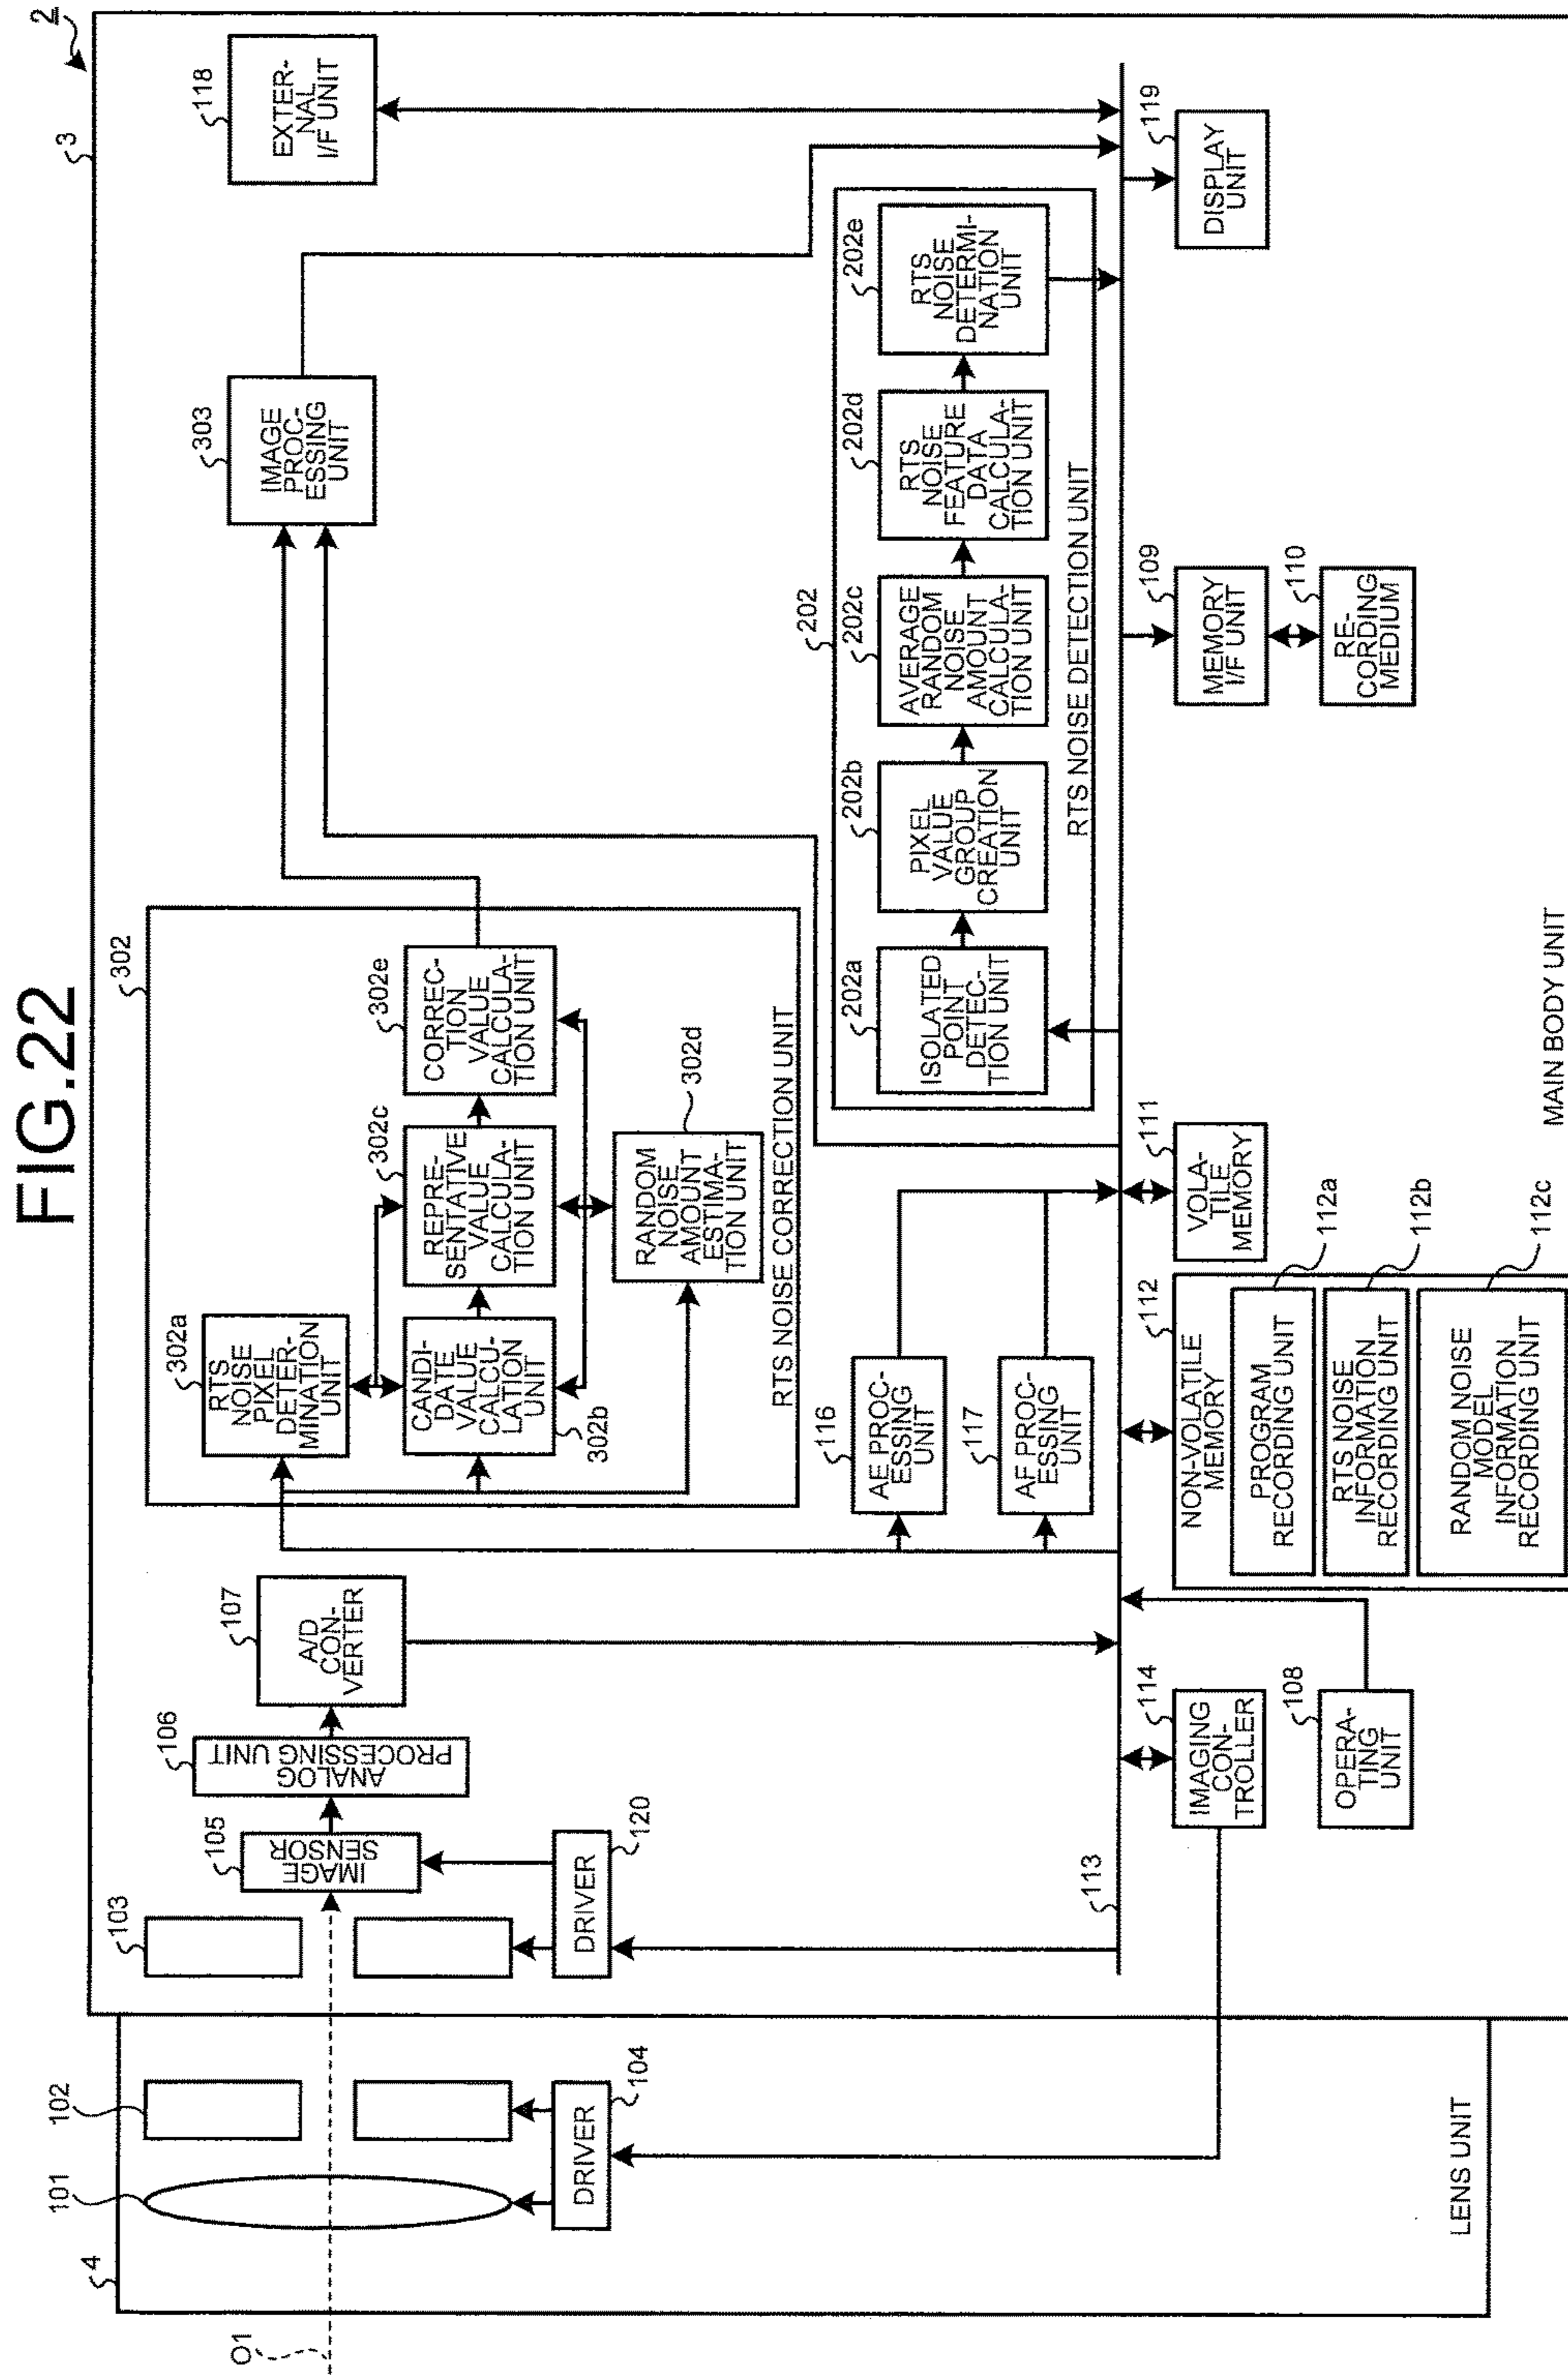 FIG.22
2
3
4
O1
101
102
DRIVER
104
LENS UNIT
103
105
IMAGE
SENSOR
DRIVER
120
106
ANALOG
PROCESSING UNIT
107
A/D
CON-
VERTER
302
302a
RTS
NOISE
PIXEL
DETER-
MINATION
UNIT
CANDI-
DATE
VALUE
CALCU-
LATION
UNIT
302b
302c
REPRE-
SENTATIVE
VALUE
CALCULA-
TION UNIT
302e
CORREC-
TION
VALUE
CALCULA-
TION UNIT
302d
RANDOM
NOISE
AMOUNT
ESTIMA-
TION UNIT
RTS NOISE CORRECTION UNIT
303
IMAGE
PROC-
ESSING
UNIT
118
EXTER-
NAL
I/F UNIT
116
AE PROC-
ESSING
UNIT
117
AF PROC-
ESSING
UNIT
202
202a
ISOLATED
POINT
DETEC-
TION UNIT
202b
PIXEL
VALUE
GROUP
CREATION
UNIT
202c
AVERAGE
RANDOM
NOISE
AMOUNT
CALCULA-
TION UNIT
202d
RTS
NOISE
FEATURE
DATA
CALCULA-
TION UNIT
202e
RTS
NOISE
DETERMI-
NATION
UNIT
RTS NOISE DETECTION UNIT
113
114
IMAGING
CON-
TROLLER
108
OPERA-
TING
UNIT
112
NON-VOLATILE
MEMORY
PROGRAM
RECORDING UNIT
112a
RTS NOISE
INFORMATION
RECORDING UNIT
112b
RANDOM NOISE
MODEL
INFORMATION
RECORDING UNIT
112c
111
VOLA-
TILE
MEMORY
109
MEMORY
I/F UNIT
110
RE-
CORDING
MEDIUM
119
DISPLAY
UNIT
MAIN BODY UNIT